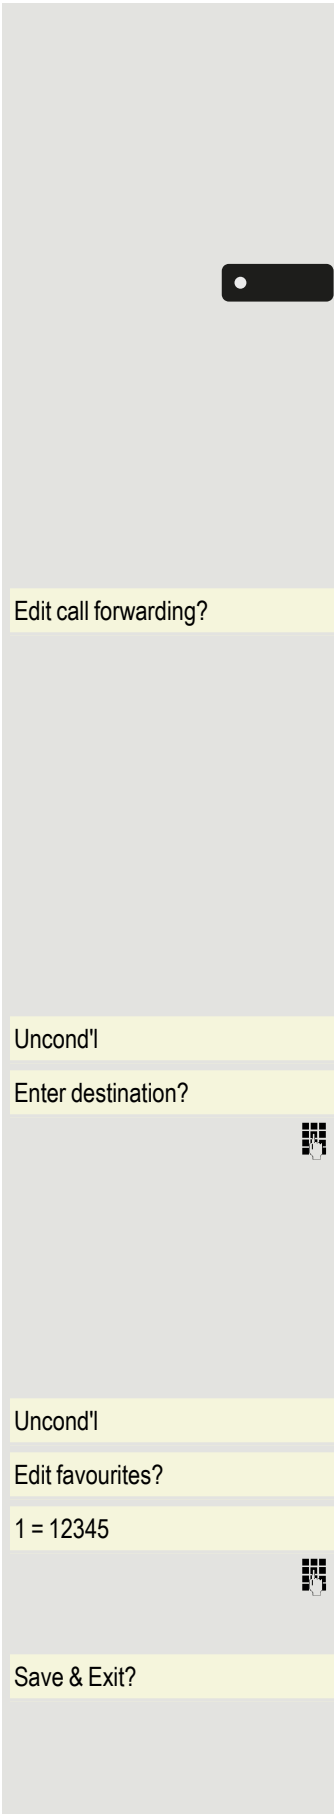 Edit call forwarding?
Uncond'l
Enter destination?
Uncond'l
Edit favourites?
1 = 12345
Save & Exit?